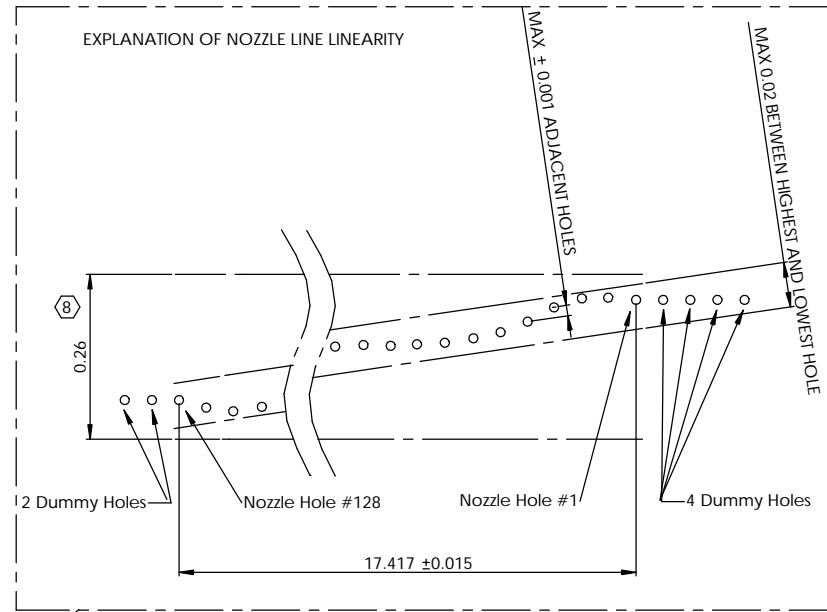 EXPLANATION OF NOZZLE LINE LINEARITY
MAX ± 0.001 ADJACENT HOLES
MAX 0.02 BETWEEN HIGHEST AND LOWEST HOLE
8
0.26
2 Dummy Holes
Nozzle Hole #128
Nozzle Hole #1
4 Dummy Holes
17.417 ±0.015